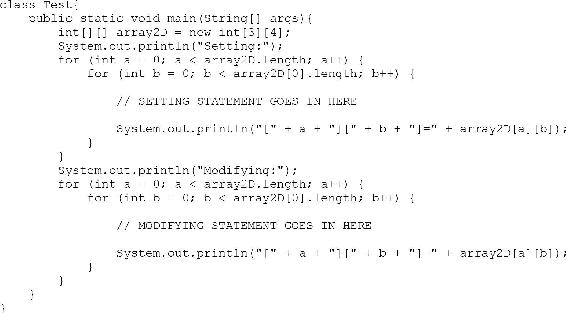 class Test{
public static void main(String[] args){
int[][] array2D = new int[3][4];
System.out.println("Setting:");
for (int a = 0; a < array2D.length; a++) {
for (int b = 0; b < array2D[0].length; b++) {
// SETTING STATEMENT GOES IN HERE
System.out.println("[" + a + "][" + b + "]=" + array2D[a][b]);
}
}
System.out.println("Modifying:");
for (int a = 0; a < array2D.length; a++) {
for (int b = 0; b < array2D[0].length; b++) {
// MODIFYING STATEMENT GOES IN HERE
System.out.println("[" + a + "][" + b + "]=" + array2D[a][b]);
}
}
}
}